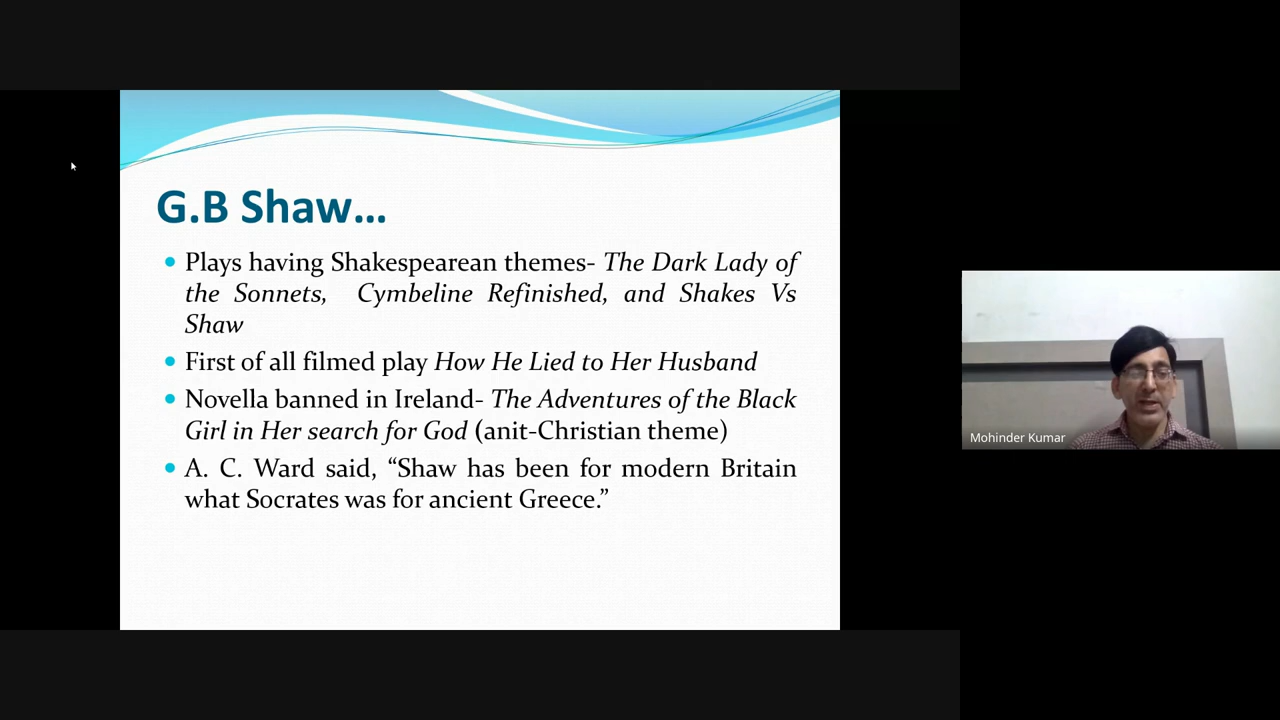 G.B Shaw...
Plays having Shakespearean themes- The Dark Lady of
the Sonnets, Cymbeline Refinished, and Shakes Vs
Shaw
First of all filmed play How He Lied to Her Husband
Novella banned in Ireland- The Adventures of the Black
Girl in Her search for God (anit-Christian theme)
A. C. Ward said, “Shaw has been for modern Britain
what Socrates was for ancient Greece.”
Mohinder Kumar